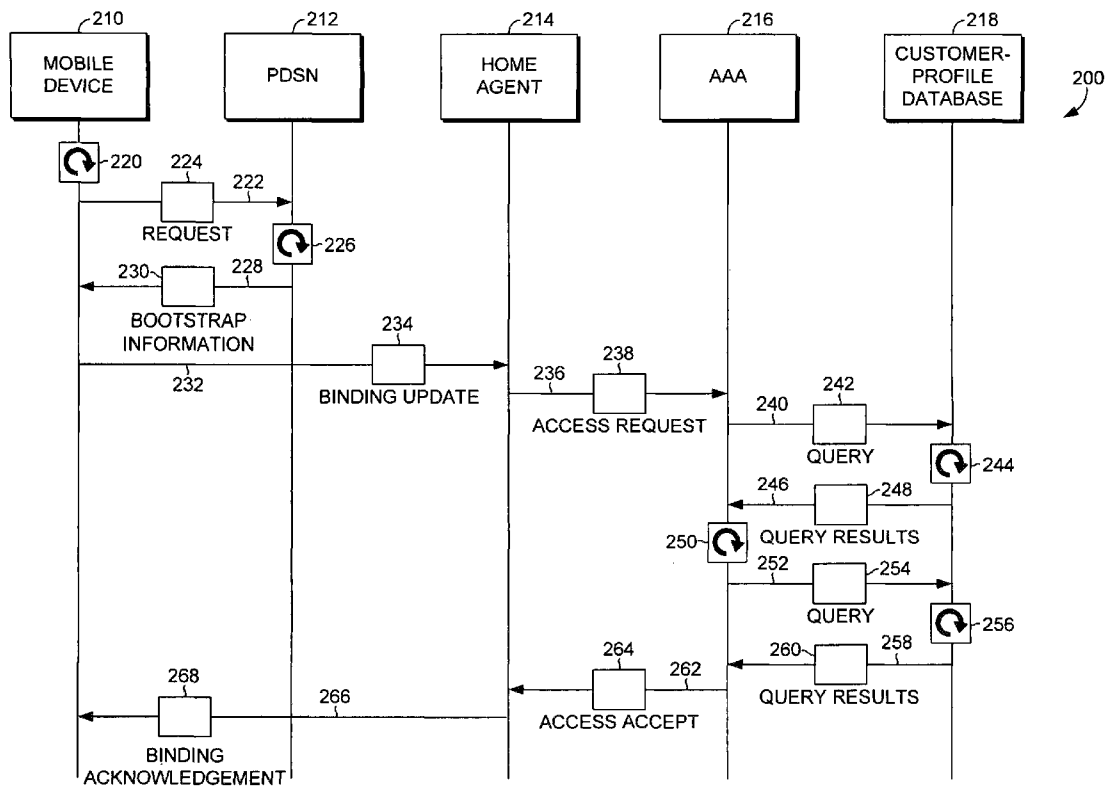 210
212
214
216
218
MOBILE
DEVICE
PDSN
HOME
AGENT
AAA
CUSTOMER-
PROFILE
DATABASE
200
220
224
222
REQUEST
226
230
228
BOOTSTRAP
INFORMATION
232
234
BINDING UPDATE
236
238
ACCESS REQUEST
240
242
QUERY
244
246
248
QUERY RESULTS
250
252
254
QUERY
256
260
258
QUERY RESULTS
264
262
ACCESS ACCEPT
268
266
BINDING
ACKNOWLEDGEMENT